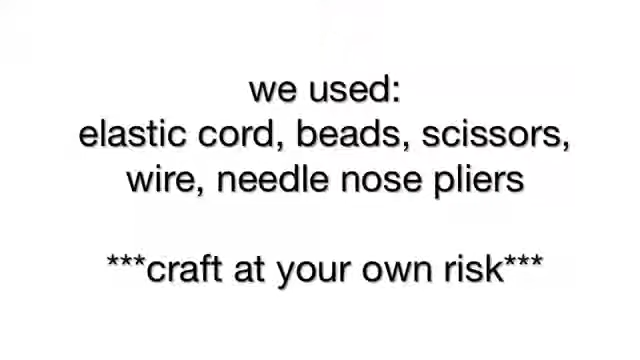 we used:
elastic cord, beads, scissors,
wire, needle nose pliers
***craft at your own risk***